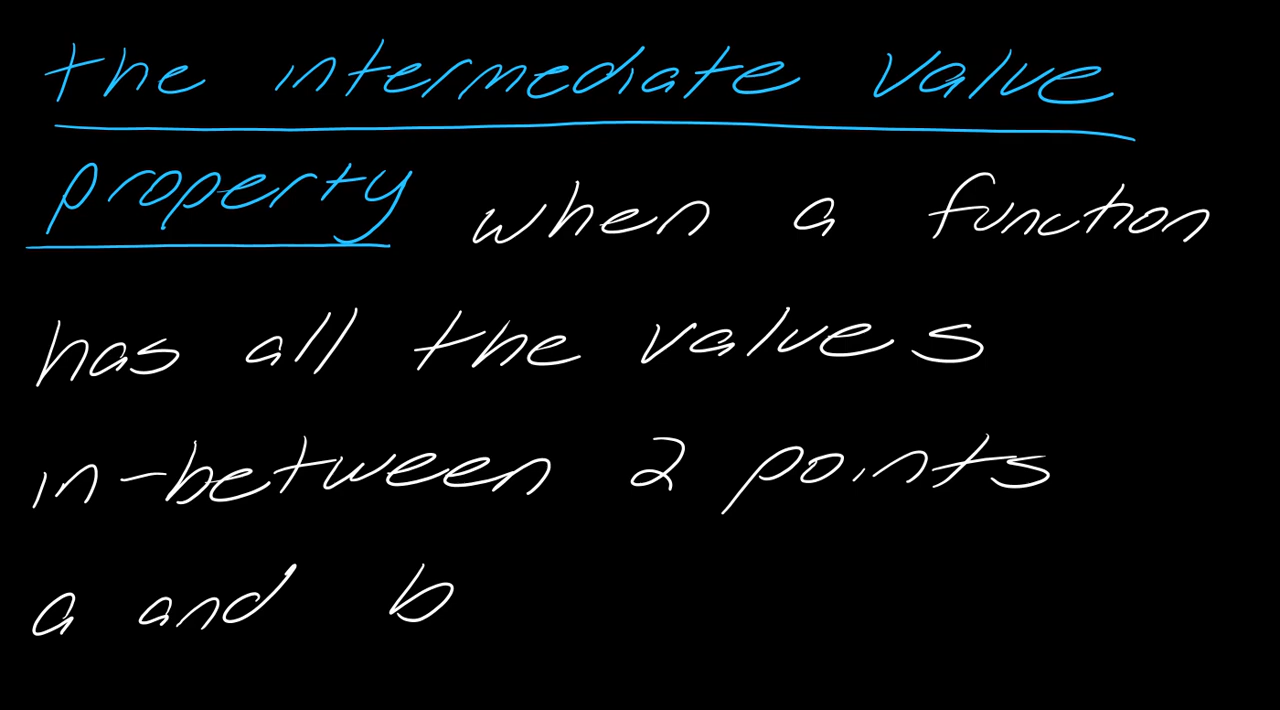 the intermediate value
property when a function
has all the values
in-between 2 points
a and b